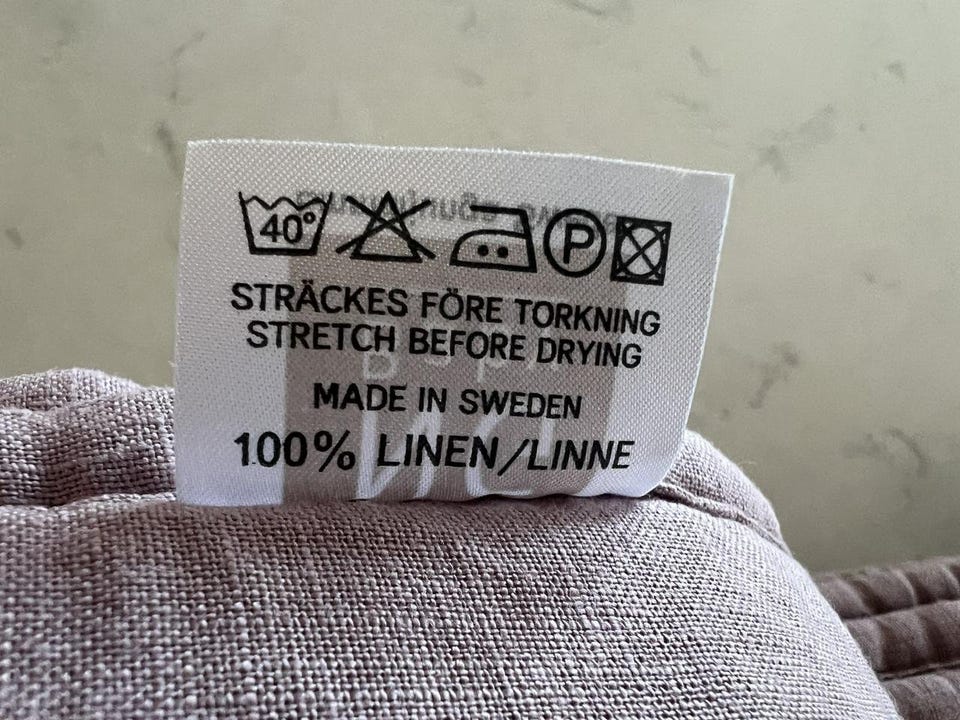 40°
P
STRÄCKES FÖRE TORKNING
STRETCH BEFORE DRYING
MADE IN SWEDEN
100% LINEN/LINNE